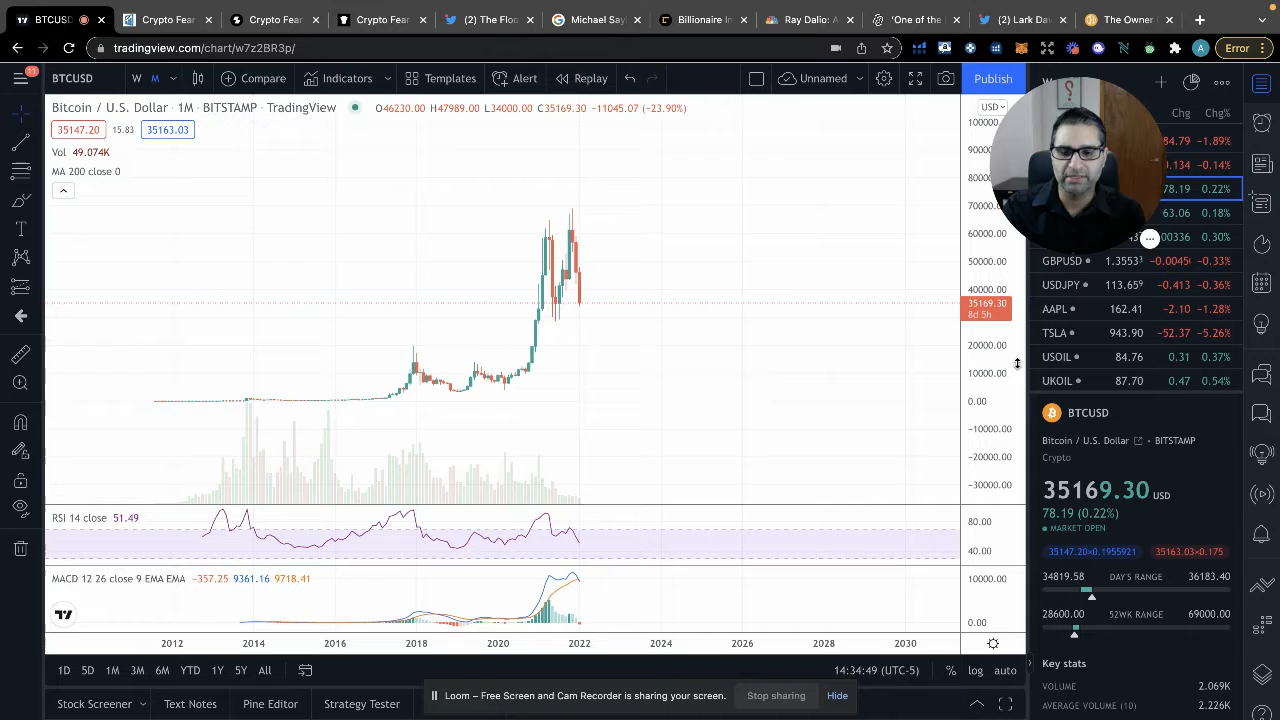 BTCUSD
Crypto Fear
Crypto Fear
Crypto Fear
(2) The Floo
Michael Sayl
Billionaire In
Ray Dalio: A
'One of the
(2) Lark Dav
The Owner
tradingview.com/chart/w7z2BR3p/
A
Error
11
BTCUSD
W
M
Compare
Indicators
Templates
Alert
Replay
Unnamed
Publish
Bitcoin / U.S. Dollar · 1M · BITSTAMP · TradingView
O46230.00 H47989.00 L34000.00 C35169.30 −11045.07 (−23.90%)
USD
35147.20
15.83
35163.03
Vol 49.074K
MA 200 close 0
90000
70000.00
60000.00
50000.00
40000.00
35169.30
8d 5h
20000.00
10000.00
0.00
−10000.00
−20000.00
−30000.00
RSI 14 close 51.49
80.00
40.00
MACD 12 26 close 9 EMA EMA −357.25 9361.16 9718.41
10000.00
0.00
2012
2014
2016
2018
2020
2022
2024
2026
2028
2030
1D
5D
1M
3M
6M
YTD
1Y
5Y
All
14:34:49 (UTC-5)
%
log
auto
Loom – Free Screen and Cam Recorder is sharing your screen.
Stop sharing
Hide
Stock Screener
Text Notes
Pine Editor
Strategy Tester
Chg
Chg%
84.79 −1.89%
.134 −0.14%
78.19 0.22%
63.06 0.18%
00336 0.30%
GBPUSD 1.35553 −0.00450 −0.33%
USDJPY 113.659 −0.413 −0.36%
AAPL 162.41 −2.10 −1.28%
TSLA 943.90 −52.37 −5.26%
USOIL 84.76 0.31 0.37%
UKOIL 87.70 0.47 0.54%
BTCUSD
Bitcoin / U.S. Dollar
• BITSTAMP
Crypto
35169.30 USD
78.19 (0.22%)
MARKET OPEN
35147.20×0.1955921
35163.03×0.175
34819.58 DAY'S RANGE 36183.40
28600.00 52WK RANGE 69000.00
Key stats
VOLUME 2.069K
AVERAGE VOLUME (10) 2.226K